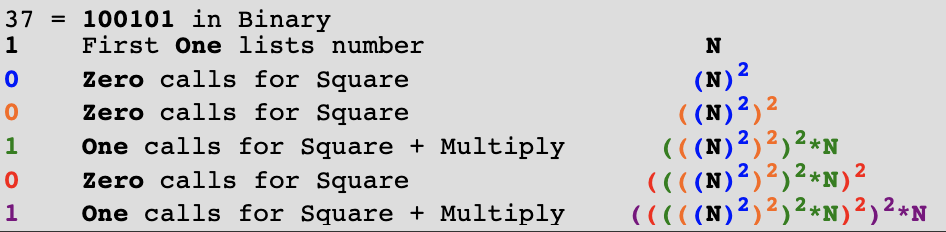 37 = 100101 in Binary
1 First One lists number N
0 Zero calls for Square (N)²
0 Zero calls for Square ((N)²)²
1 One calls for Square + Multiply (((N)²)²)²*N
0 Zero calls for Square ((((N)²)²)²*N)²
1 One calls for Square + Multiply (((((N)²)²)²*N)²)²*N